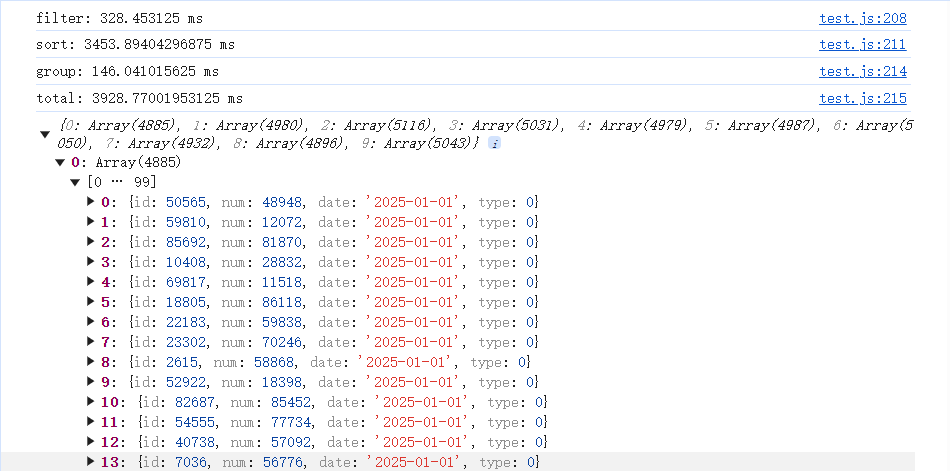 filter: 328.453125 ms test.js:208
sort: 3453.89404296875 ms test.js:211
group: 146.041015625 ms test.js:214
total: 3928.77001953125 ms test.js:215
{0: Array(4885), 1: Array(4980), 2: Array(5116), 3: Array(5031), 4: Array(4979), 5: Array(4987), 6: Array(5
050), 7: Array(4932), 8: Array(4896), 9: Array(5043)} i
0: Array(4885)
[0 … 99]
0: {id: 50565, num: 48948, date: '2025-01-01', type: 0}
1: {id: 59810, num: 12072, date: '2025-01-01', type: 0}
2: {id: 85692, num: 81870, date: '2025-01-01', type: 0}
3: {id: 10408, num: 28832, date: '2025-01-01', type: 0}
4: {id: 69817, num: 11518, date: '2025-01-01', type: 0}
5: {id: 18805, num: 86118, date: '2025-01-01', type: 0}
6: {id: 22183, num: 59838, date: '2025-01-01', type: 0}
7: {id: 23302, num: 70246, date: '2025-01-01', type: 0}
8: {id: 2615, num: 58868, date: '2025-01-01', type: 0}
9: {id: 52922, num: 18398, date: '2025-01-01', type: 0}
10: {id: 82687, num: 85452, date: '2025-01-01', type: 0}
11: {id: 54555, num: 77734, date: '2025-01-01', type: 0}
12: {id: 40738, num: 57092, date: '2025-01-01', type: 0}
13: {id: 7036, num: 56776, date: '2025-01-01', type: 0}